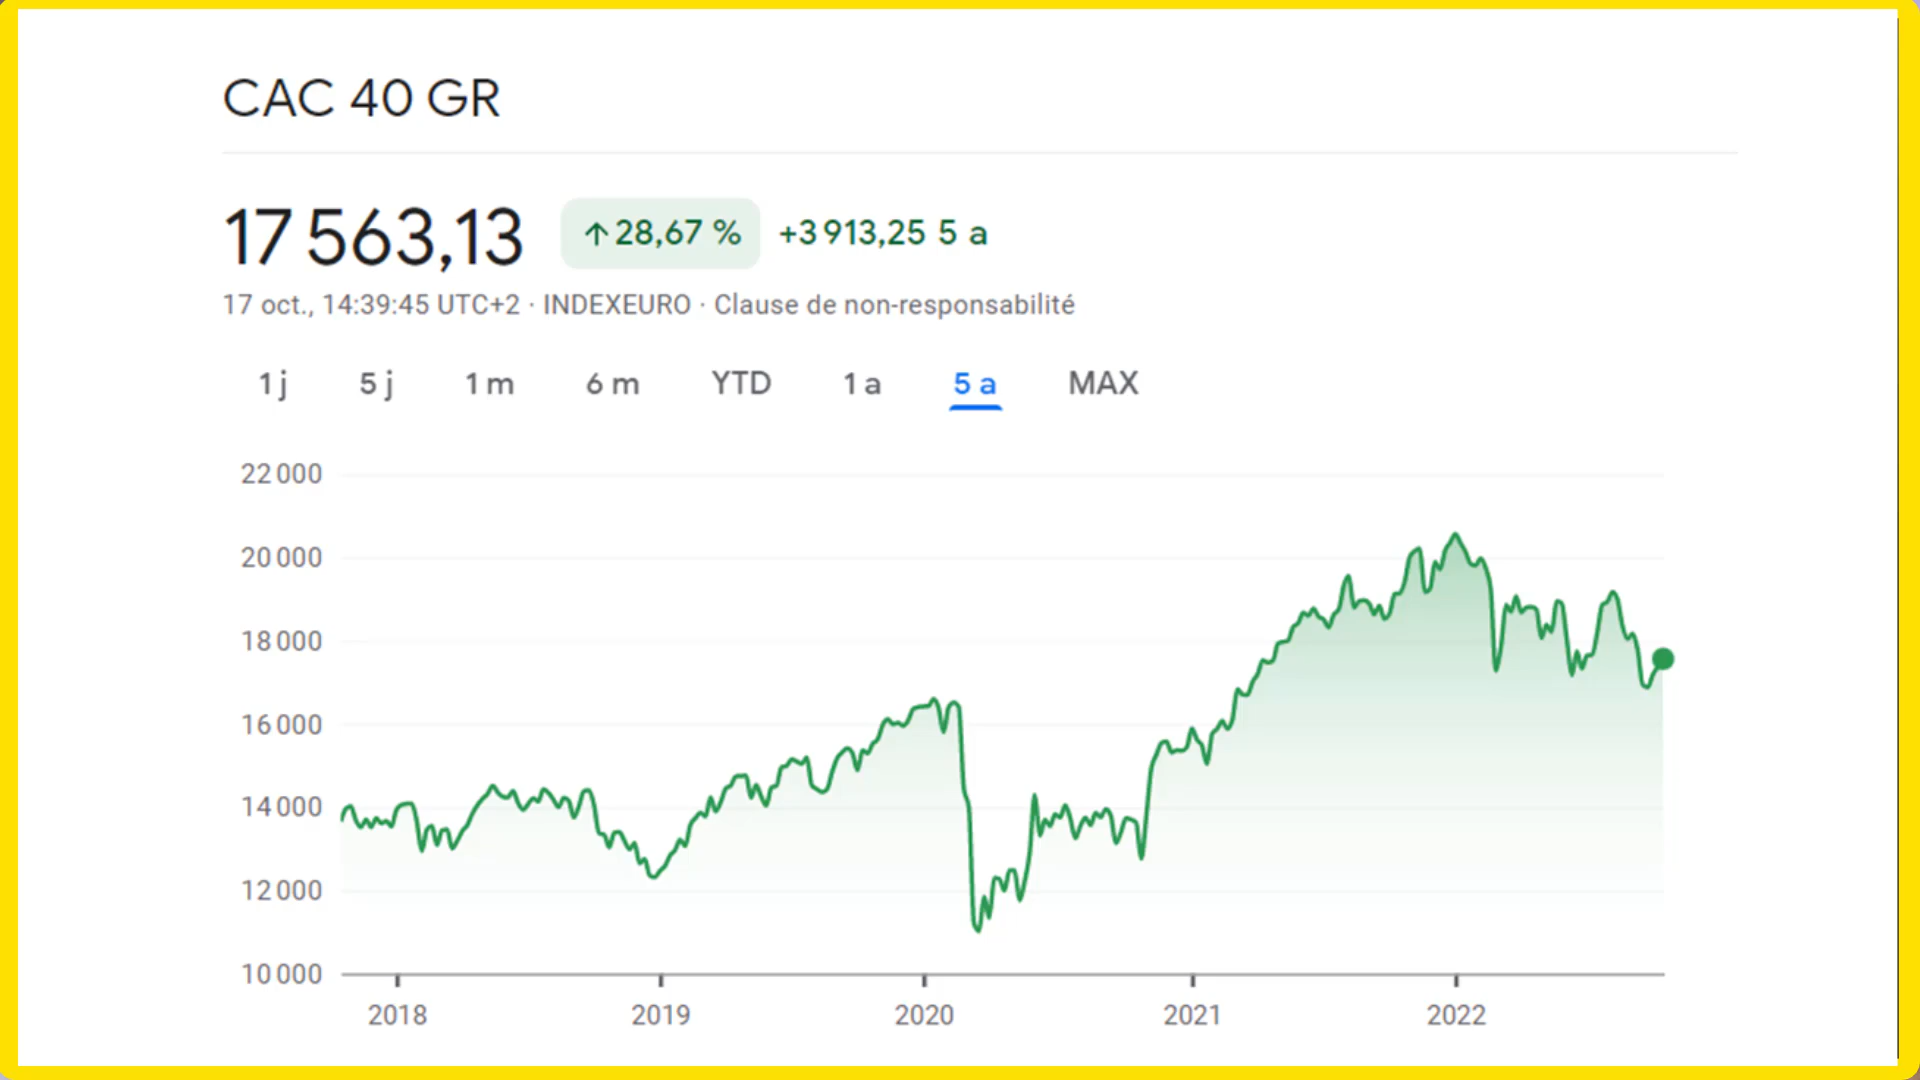 CAC 40 GR
17 563,13 ↑ 28,67 % +3 913,25 5 a
17 oct., 14:39:45 UTC+2 · INDEXEURO · Clause de non-responsabilité
1 j 5 j 1 m 6 m YTD 1 a 5 a MAX
22 000
20 000
18 000
16 000
14 000
12 000
10 000
2018 2019 2020 2021 2022